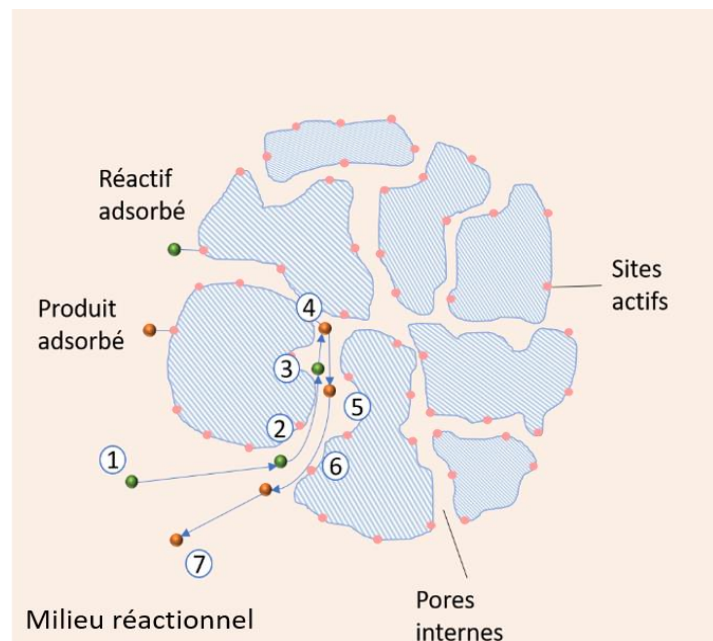 Réactif
adsorbé
Produit
adsorbé
Sites
actifs
4
3
5
2
1
6
7
Pores
internes
Milieu réactionnel